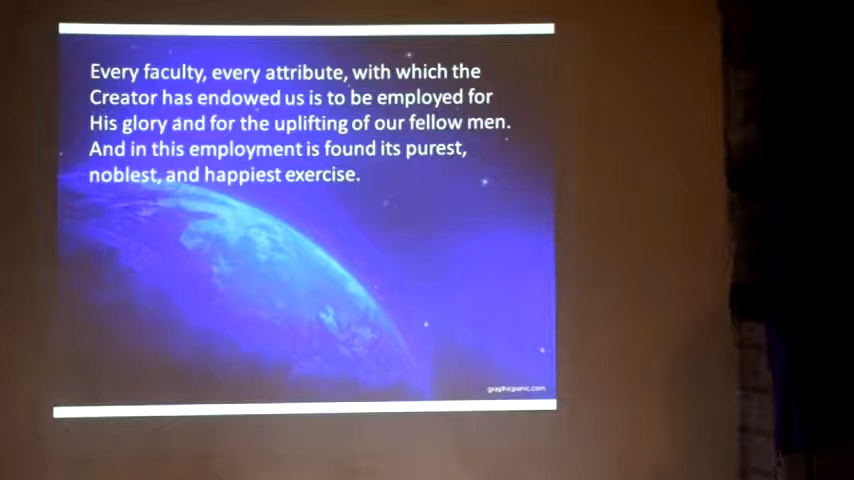 Every faculty, every attribute, with which the
Creator has endowed us is to be employed for
His glory and for the uplifting of our fellow men.
And in this employment is found its purest,
noblest, and happiest exercise.
graphicpanic.com